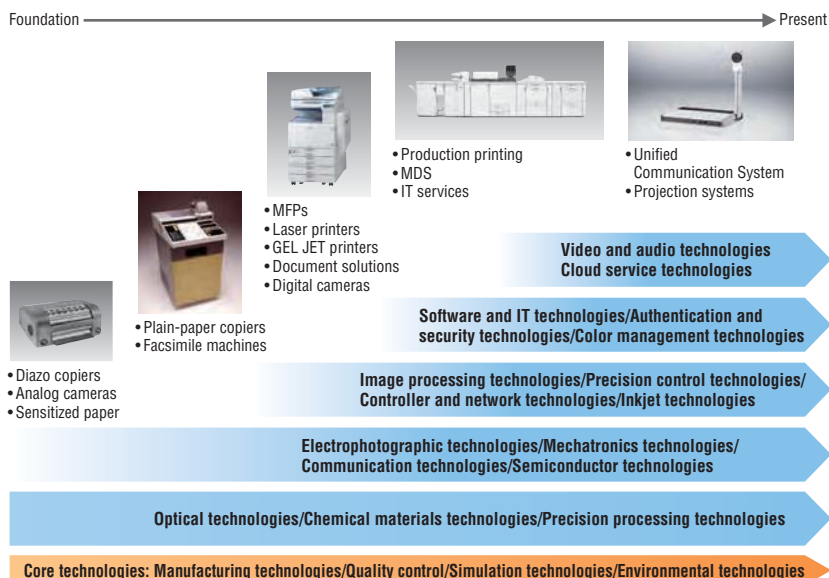 Foundation
Present
• Production printing
• MDS
• IT services
• Unified
Communication System
• Projection systems
• MFPs
• Laser printers
• GEL JET printers
• Document solutions
• Digital cameras
• Plain-paper copiers
• Facsimile machines
• Diazo copiers
• Analog cameras
• Sensitized paper
Video and audio technologies
Cloud service technologies
Software and IT technologies/Authentication and
security technologies/Color management technologies
Image processing technologies/Precision control technologies/
Controller and network technologies/Inkjet technologies
Electrophotographic technologies/Mechatronics technologies/
Communication technologies/Semiconductor technologies
Optical technologies/Chemical materials technologies/Precision processing technologies
Core technologies: Manufacturing technologies/Quality control/Simulation technologies/Environmental technologies